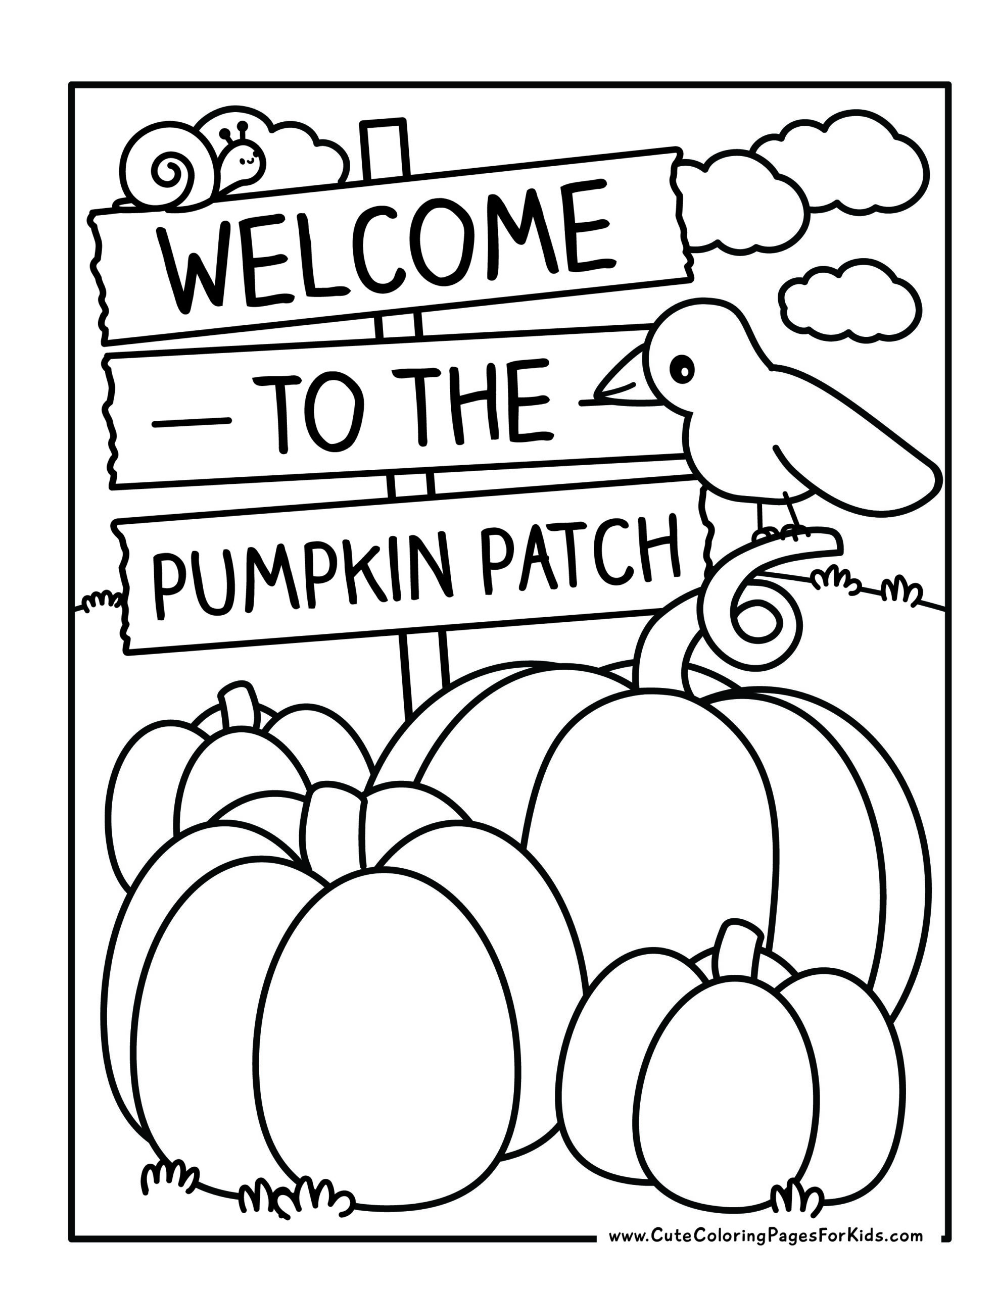 WELCOME
— TO THE —
PUMPKIN PATCH
www.CuteColoringPagesForKids.com